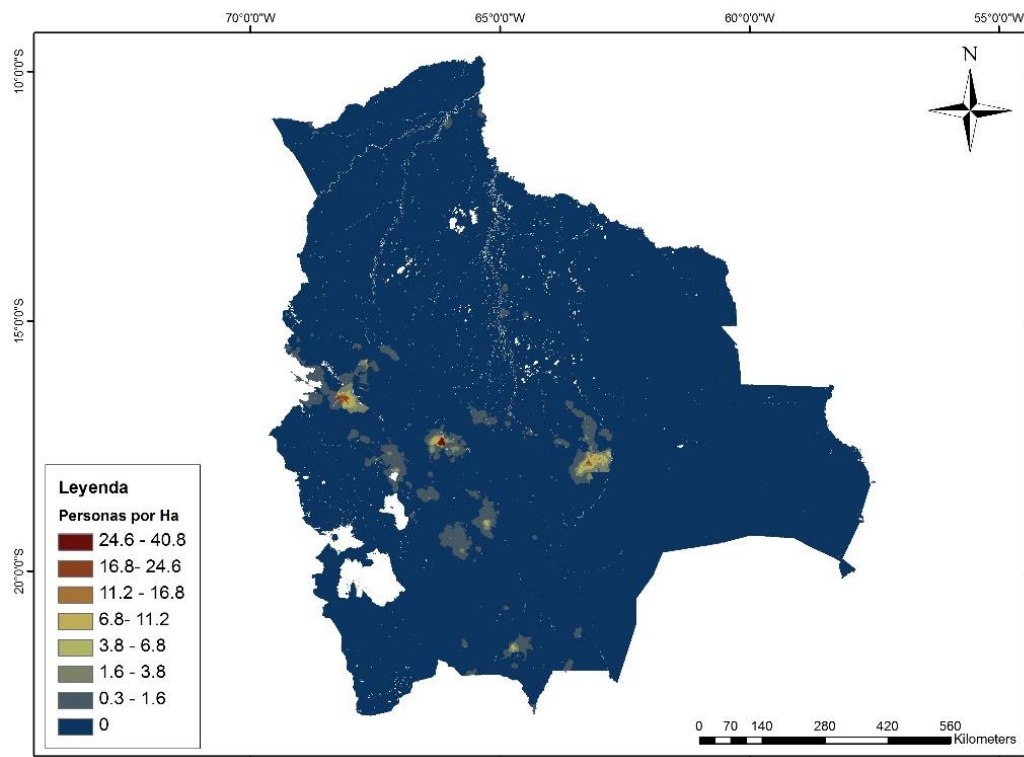 70°0'0"W 65°0'0"W 60°0'0"W 55°0'0"W
10°0'0"S
N
15°0'0"S
Leyenda
Personas por Ha
24.6 - 40.8
16.8- 24.6
11.2 - 16.8
6.8- 11.2
3.8 - 6.8
1.6 - 3.8
0.3 - 1.6
0
20°0'0"S
0 70 140 280 420 560
Kilometers